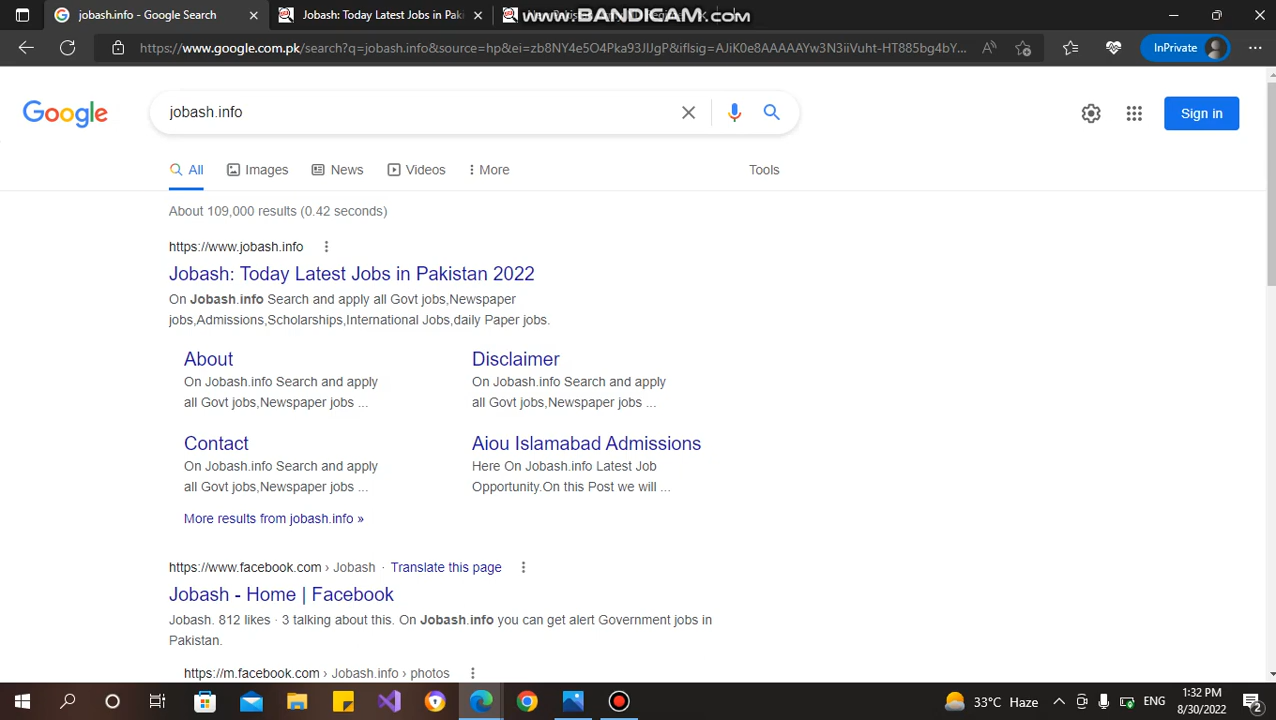 jobash.info - Google Search
Jobash: Today Latest Jobs in Paki
www.BANDICAM.com
https://www.google.com.pk/search?q=jobash.info&source=hp&ei=zb8NY4e5O4Pka93JlJgP&iflsig=AJiK0e8AAAAAYw3N3iiVuht-HT885bg4bY...
InPrivate
Google
jobash.info
Sign in
All
Images
News
Videos
More
Tools
About 109,000 results (0.42 seconds)
https://www.jobash.info
Jobash: Today Latest Jobs in Pakistan 2022
On Jobash.info Search and apply all Govt jobs,Newspaper
jobs,Admissions,Scholarships,International Jobs,daily Paper jobs.
About
On Jobash.info Search and apply
all Govt jobs,Newspaper jobs ...
Disclaimer
On Jobash.info Search and apply
all Govt jobs,Newspaper jobs ...
Contact
On Jobash.info Search and apply
all Govt jobs,Newspaper jobs ...
Aiou Islamabad Admissions
Here On Jobash.info Latest Job
Opportunity.On this Post we will ...
More results from jobash.info »
https://www.facebook.com › Jobash · Translate this page
Jobash - Home | Facebook
Jobash. 812 likes · 3 talking about this. On Jobash.info you can get alert Government jobs in
Pakistan.
https://m.facebook.com › Jobash.info › photos
33°C Haze
ENG
1:32 PM
8/30/2022
2